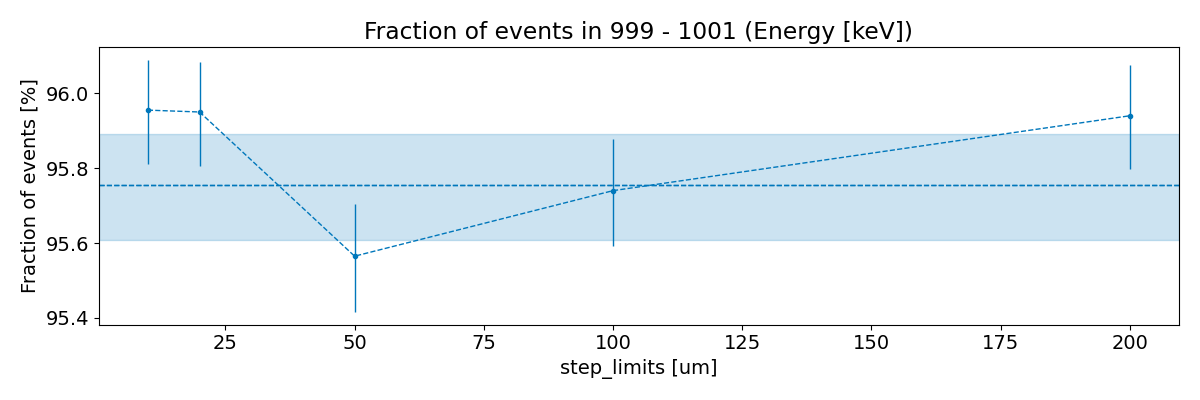 Fraction of events in 999 - 1001 (Energy [keV])
Fraction of events [%]
96.0
95.8
95.6
95.4
25 50 75 100 125 150 175 200
step_limits [um]